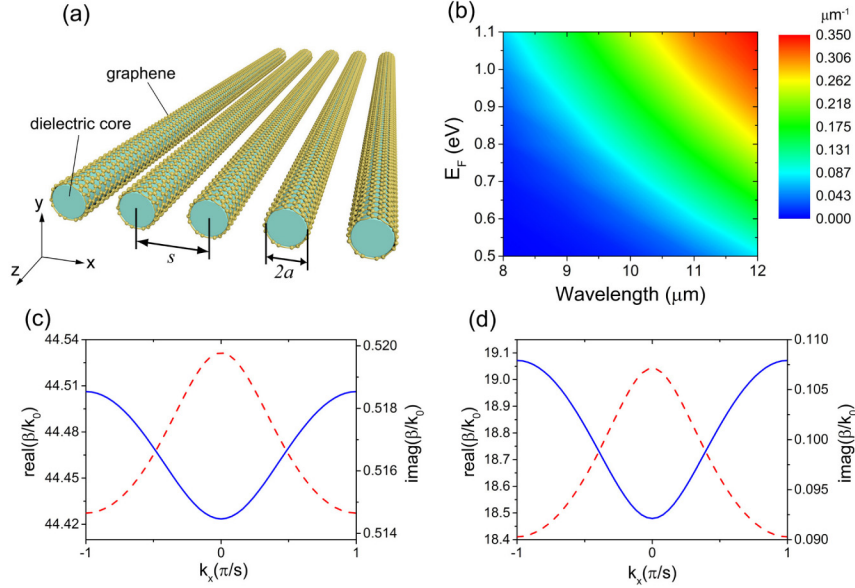 (a)
graphene
dielectric core
y
x
z
s
2a
(b)
μm⁻¹
1.1
1.0
0.9
0.8
0.7
0.6
0.5
E_F (eV)
8
9
10
11
12
Wavelength (μm)
0.350
0.306
0.262
0.219
0.175
0.131
0.087
0.043
0.000
(c)
44.54
44.51
44.48
44.45
44.42
real(β/k₀)
0.520
0.518
0.516
0.514
imag(β/k₀)
-1
0
1
kₓ(π/s)
(d)
19.1
19.0
18.9
18.8
18.7
18.6
18.5
18.4
real(β/k₀)
0.110
0.105
0.100
0.095
0.090
imag(β/k₀)
-1
0
1
kₓ(π/s)